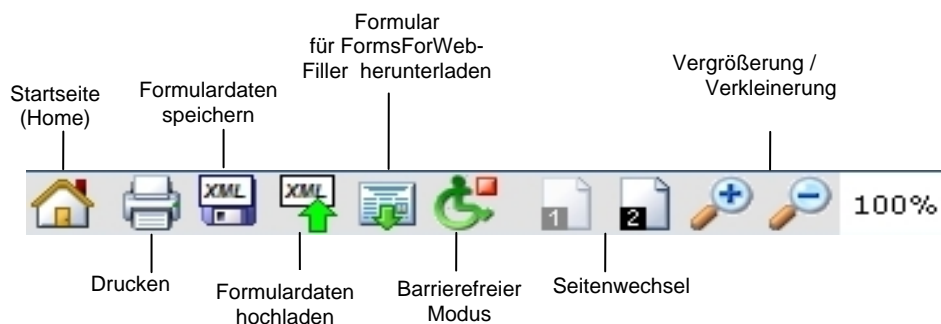 Formular
für FormsForWeb-
Filler herunterladen
Vergrößerung /
Verkleinerung
Startseite
(Home)
Formulardaten
speichern
XML
XML
1
2
100%
Drucken
Formulardaten
hochladen
Barrierefreier
Modus
Seitenwechsel